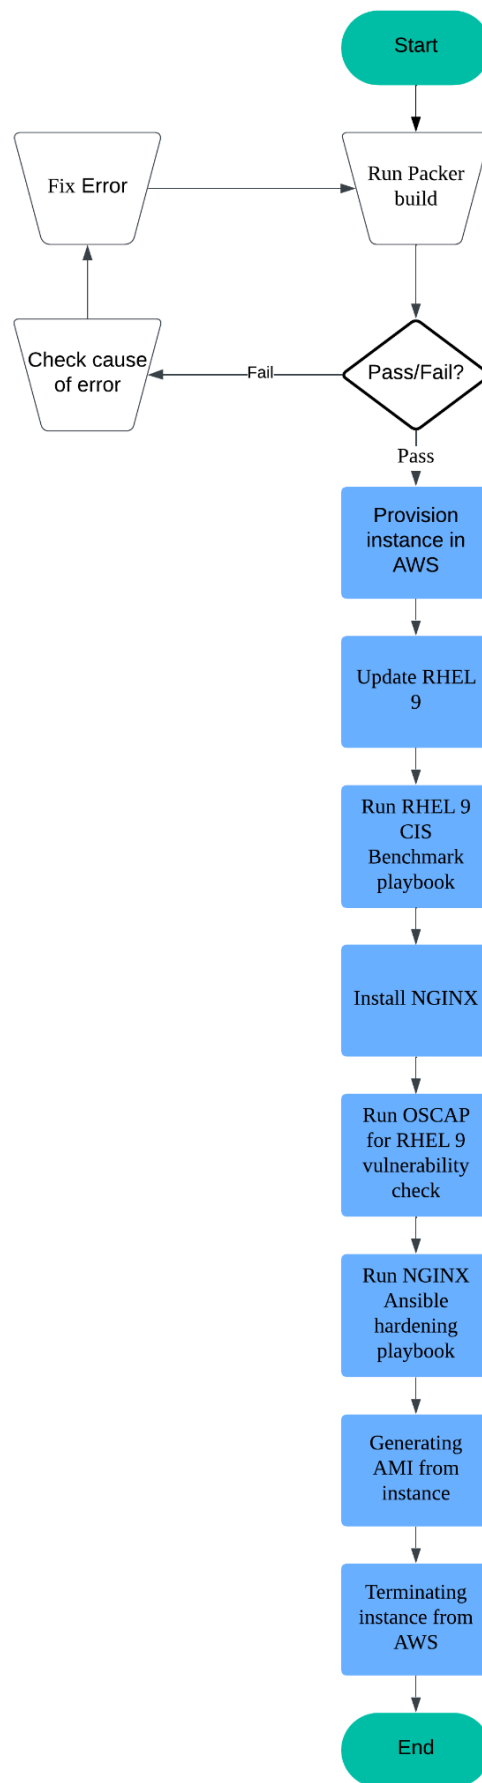 Start
Fix Error
Run Packer
build
Check cause
of error
Fail
Pass/Fail?
Pass
Provision
instance in
AWS
Update RHEL
9
Run RHEL 9
CIS
Benchmark
playbook
Install NGINX
Run OSCAP
for RHEL 9
vulnerability
check
Run NGINX
Ansible
hardening
playbook
Generating
AMI from
instance
Terminating
instance from
AWS
End